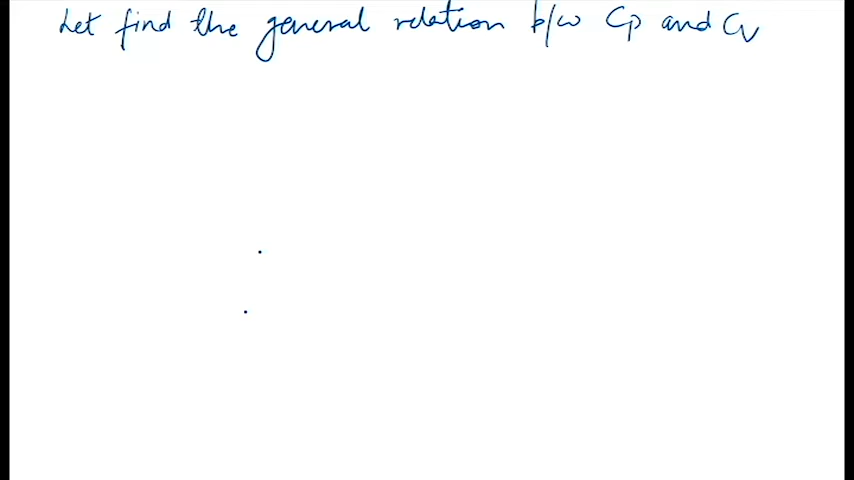 Let find the general relation b/w Cp and Cv